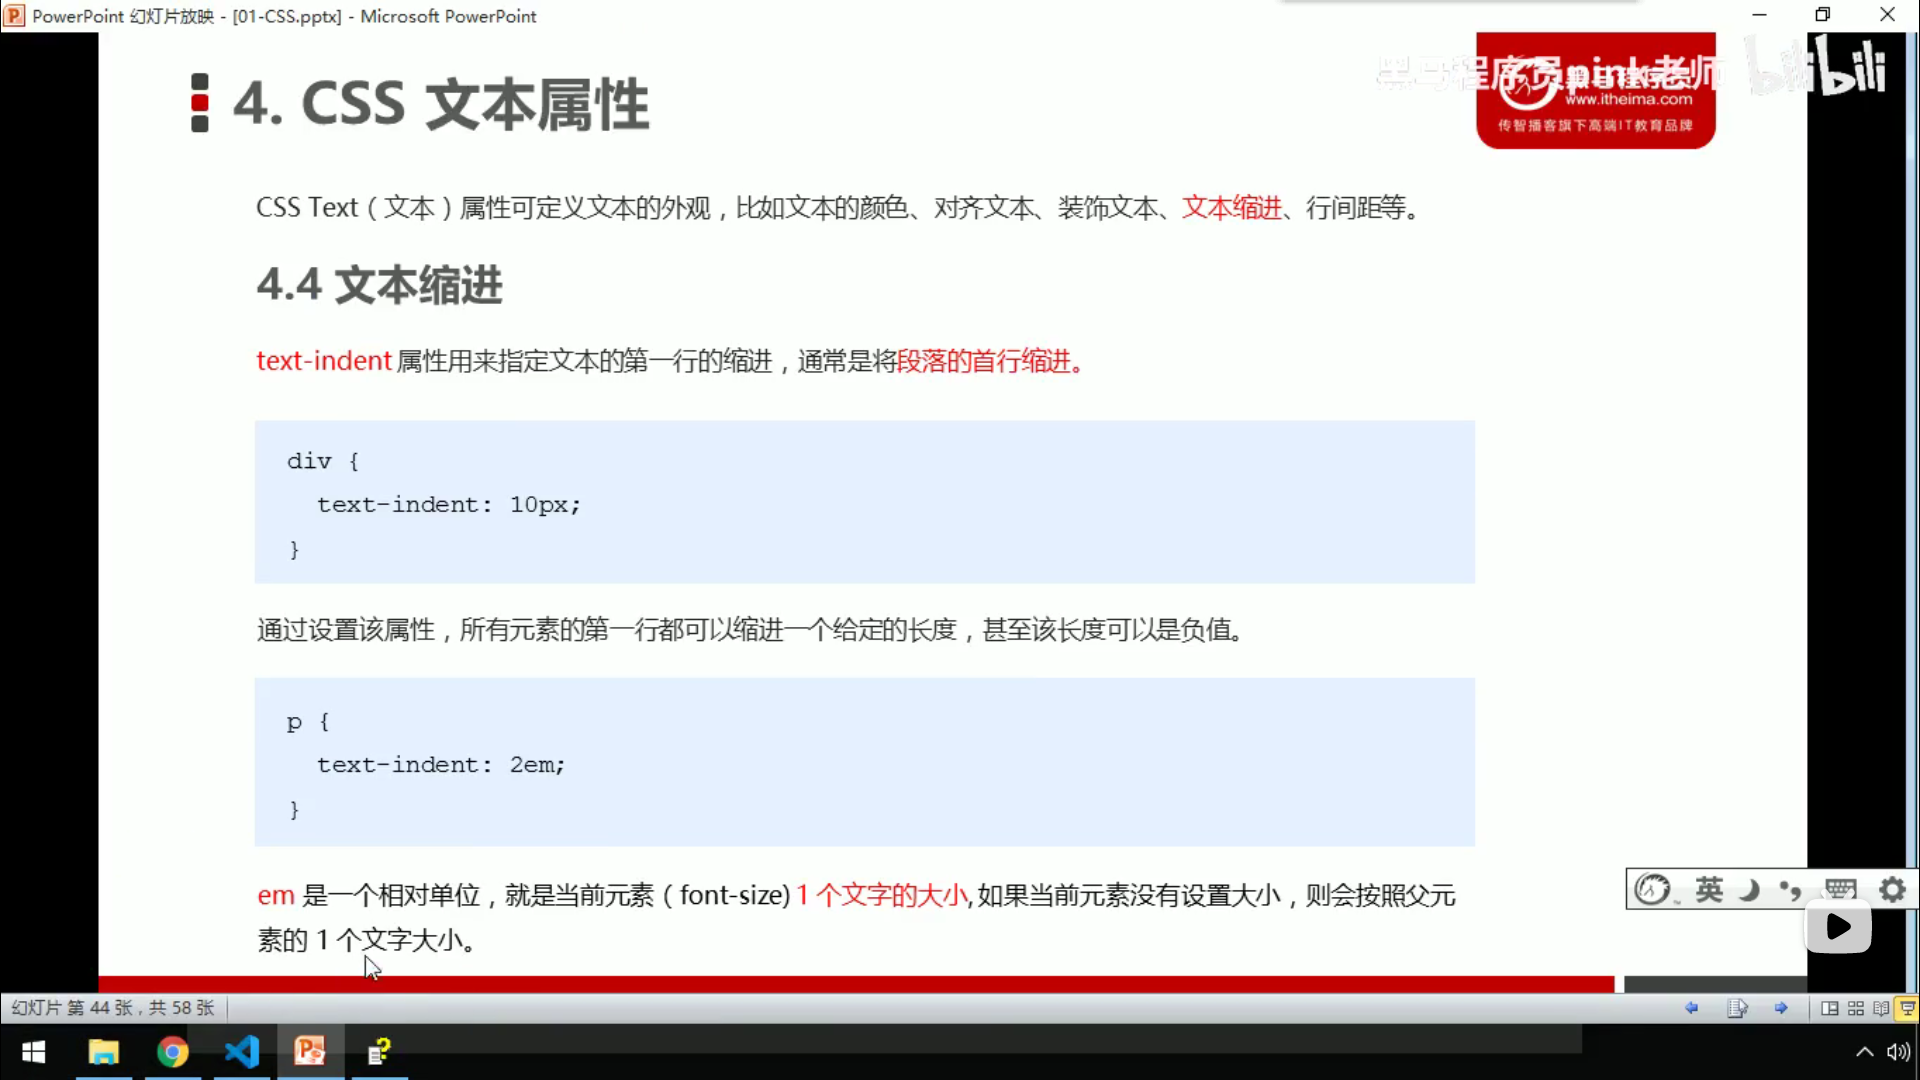 PowerPoint 幻灯片放映 - [01-CSS.pptx] - Microsoft PowerPoint
黑马程序员pink老师
bilibili
www.itheima.com
传智播客旗下高端IT教育品牌
4. CSS 文本属性
CSS Text（文本）属性可定义文本的外观，比如文本的颜色、对齐文本、装饰文本、文本缩进、行间距等。
4.4 文本缩进
text-indent 属性用来指定文本的第一行的缩进，通常是将段落的首行缩进。
div {
text-indent: 10px;
}
通过设置该属性，所有元素的第一行都可以缩进一个给定的长度，甚至该长度可以是负值。
p {
text-indent: 2em;
}
em 是一个相对单位，就是当前元素（font-size) 1 个文字的大小, 如果当前元素没有设置大小，则会按照父元
素的 1 个文字大小。
英
幻灯片 第 44 张，共 58 张